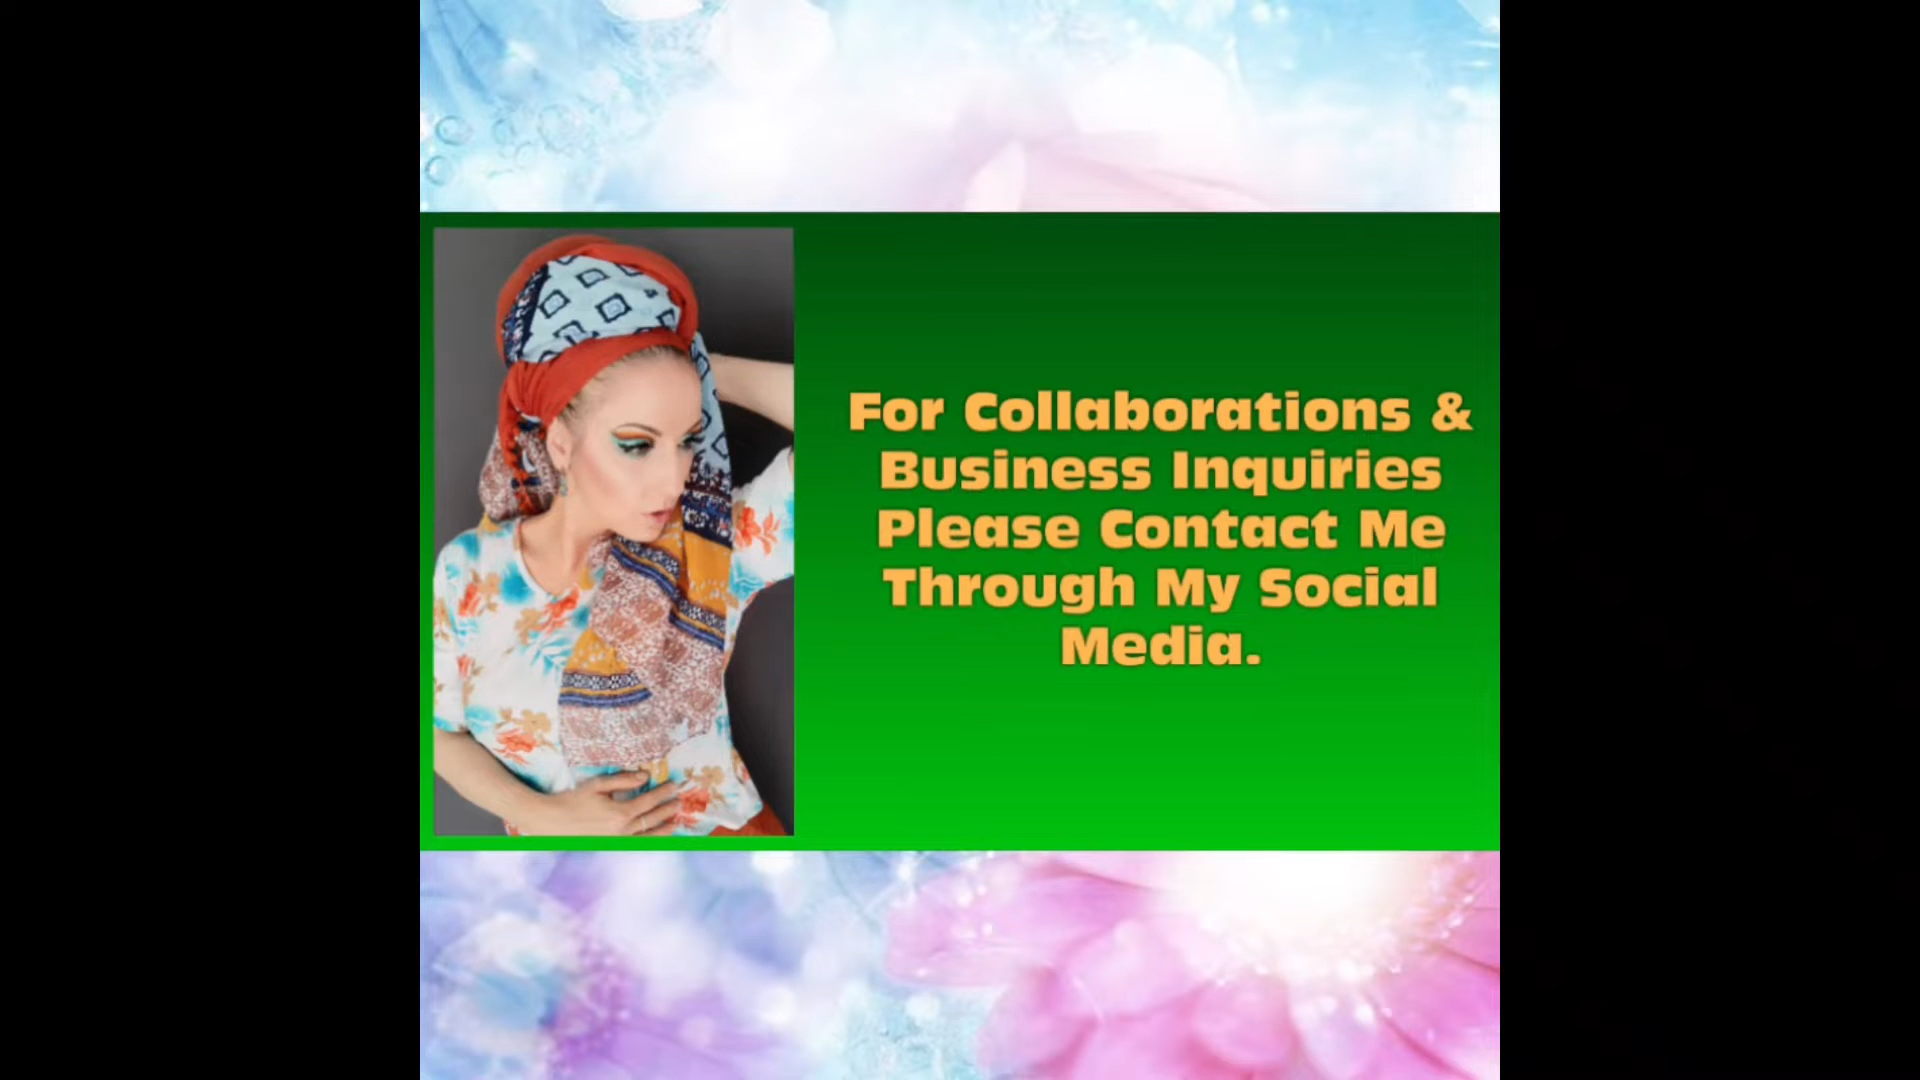 For Collaborations &
Business Inquiries
Please Contact Me
Through My Social
Media.